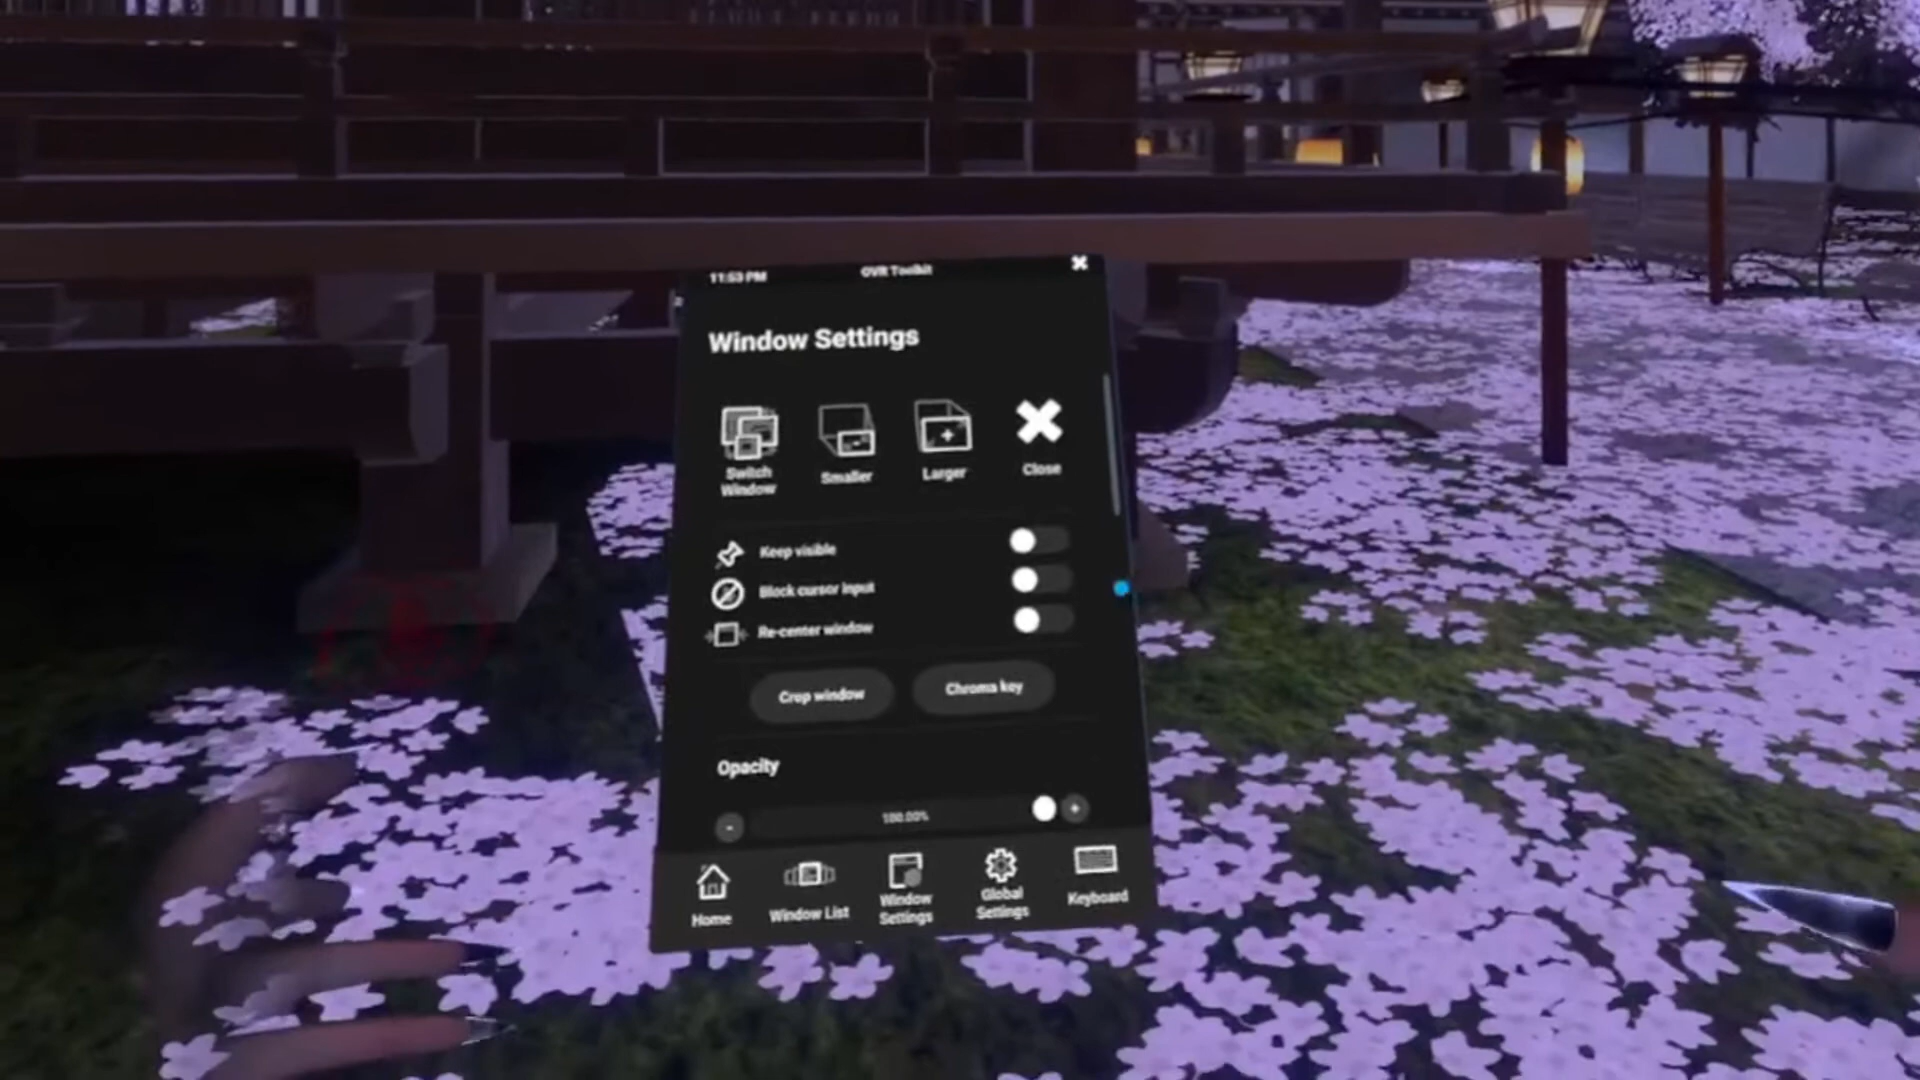 11:53 PM
OVR Toolkit
Window Settings
Switch
Window
Smaller
Larger
Close
Keep visible
Block cursor input
Re-center window
Crop window
Chroma key
Opacity
-
100.00%
+
Home
Window List
Window
Settings
Global
Settings
Keyboard